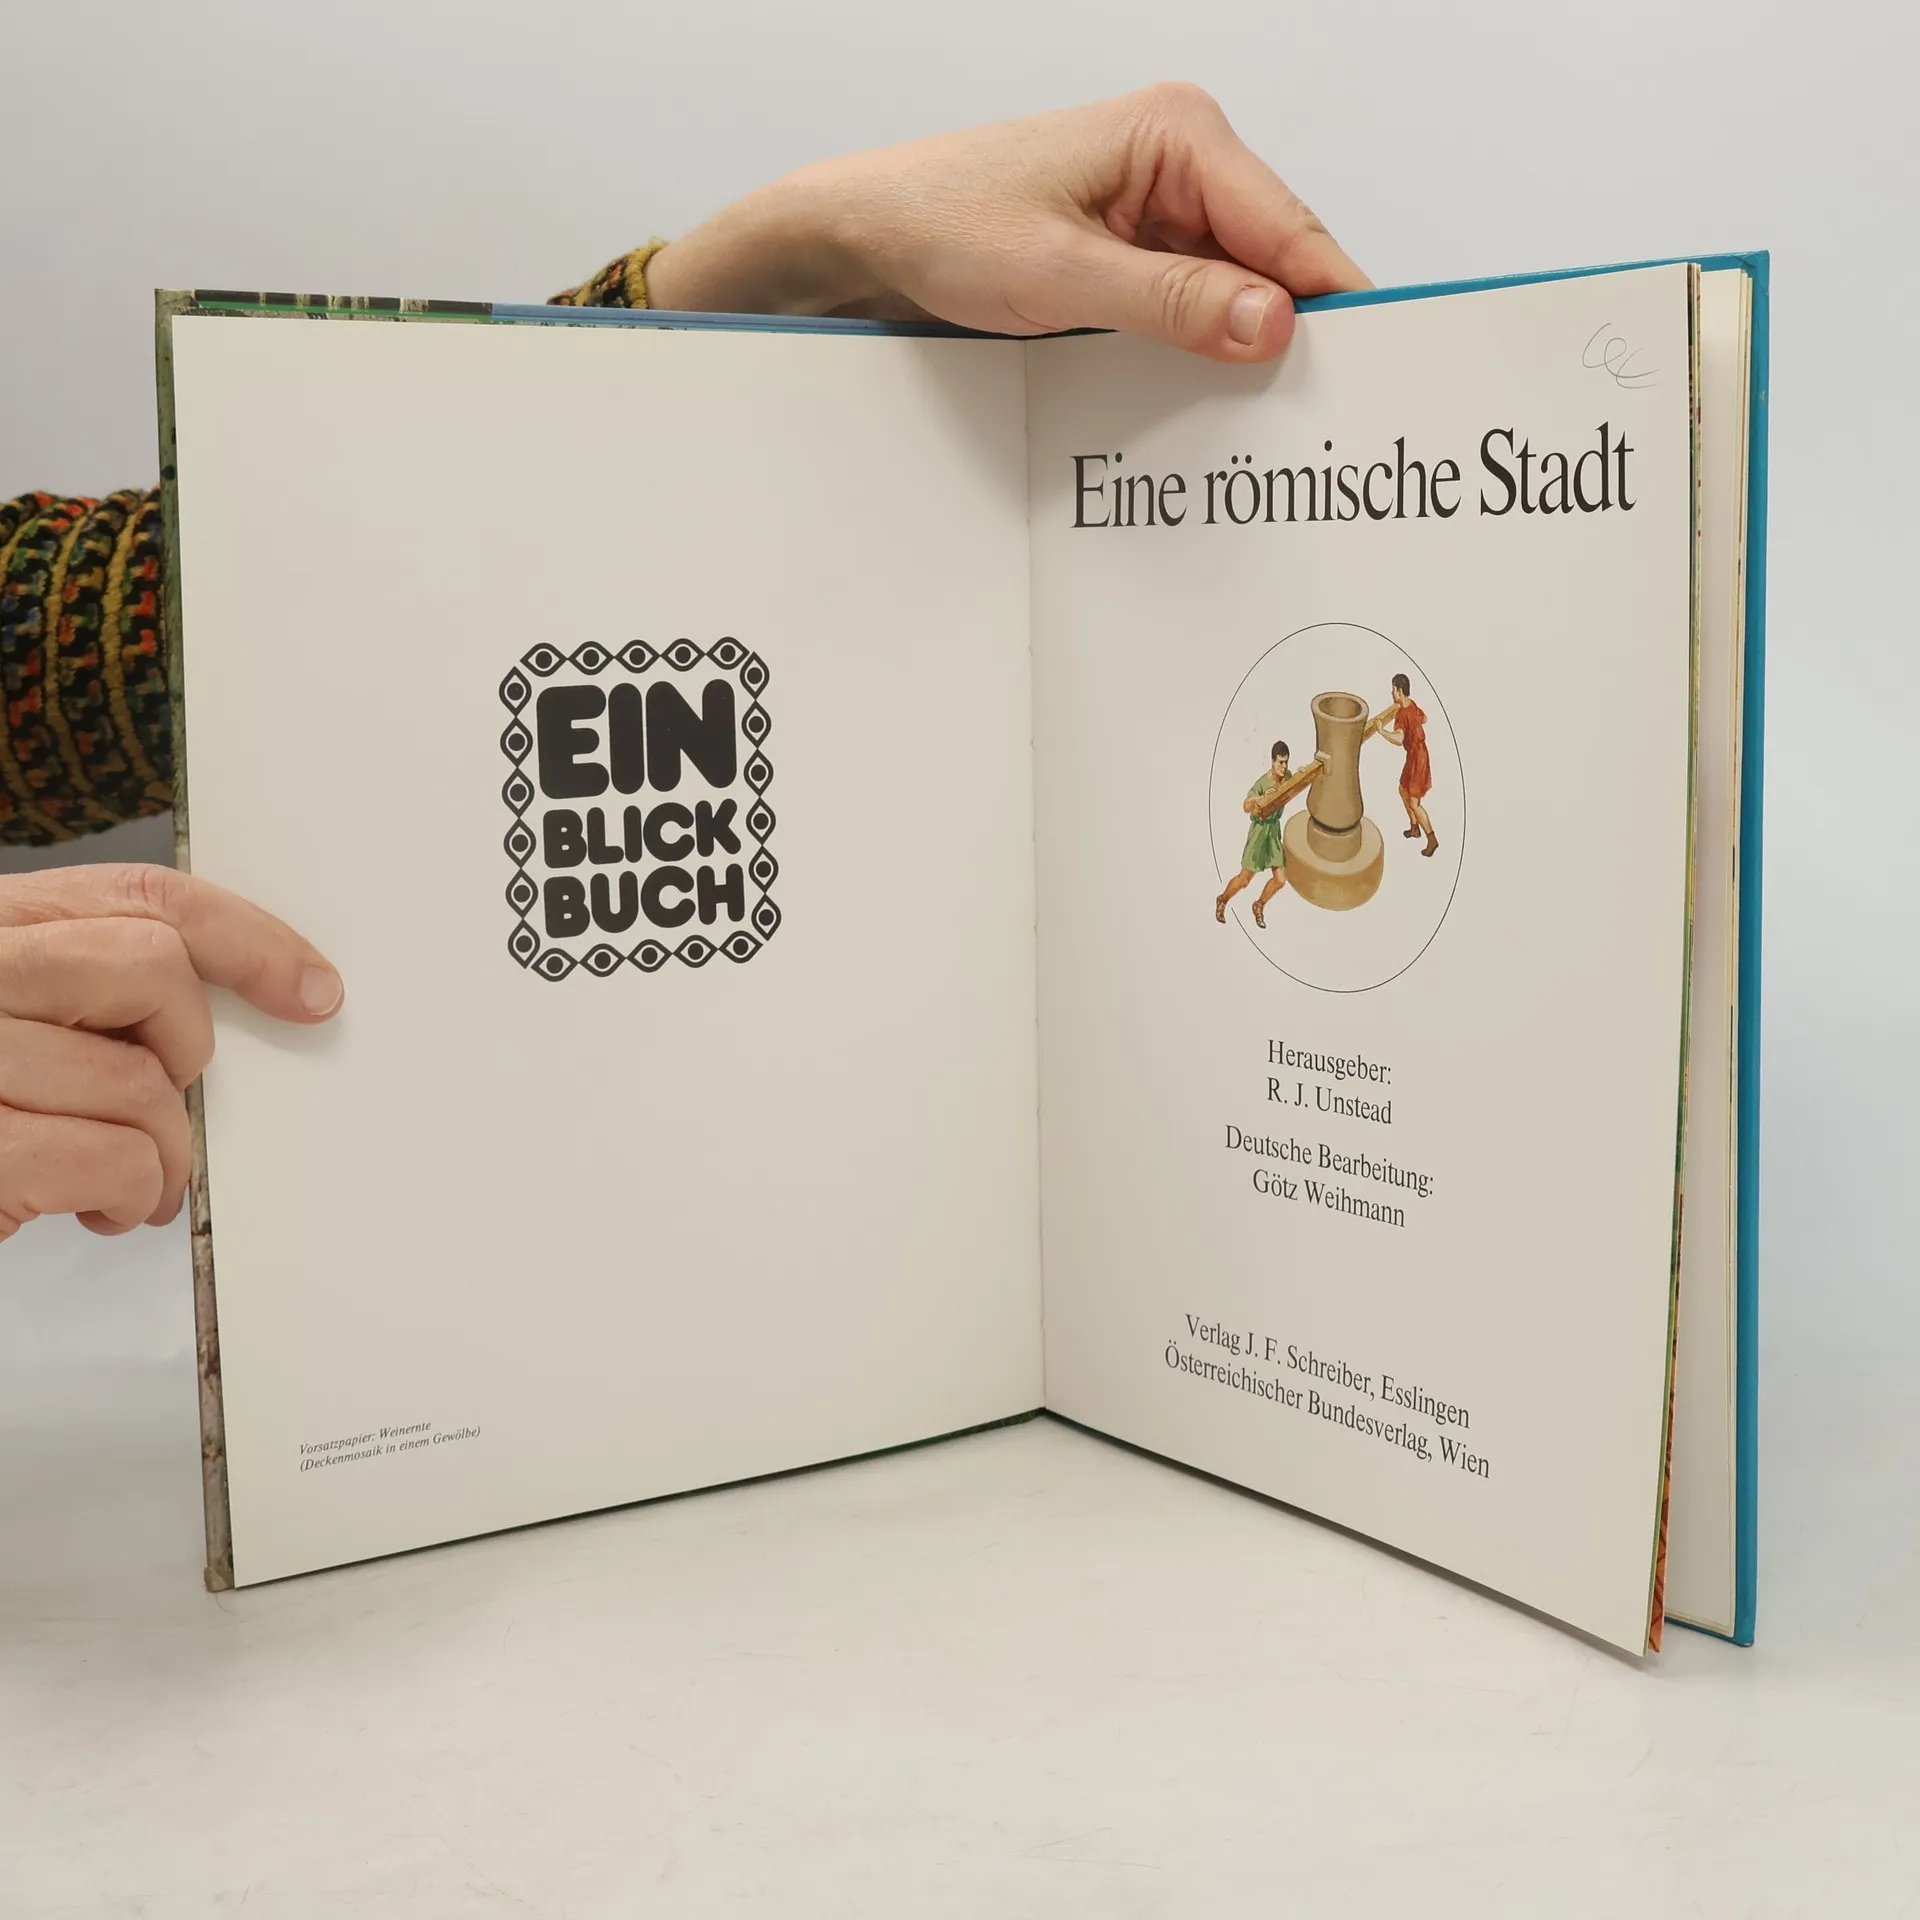 EIN
BLICK
BUCH
Vorsatzpapier: Weinernte
(Deckenmosaik in einem Gewölbe)
Eine römische Stadt
Herausgeber:
R. J. Unstead
Deutsche Bearbeitung:
Götz Weihmann
Verlag J. F. Schreiber, Esslingen
Österreichischer Bundesverlag, Wien